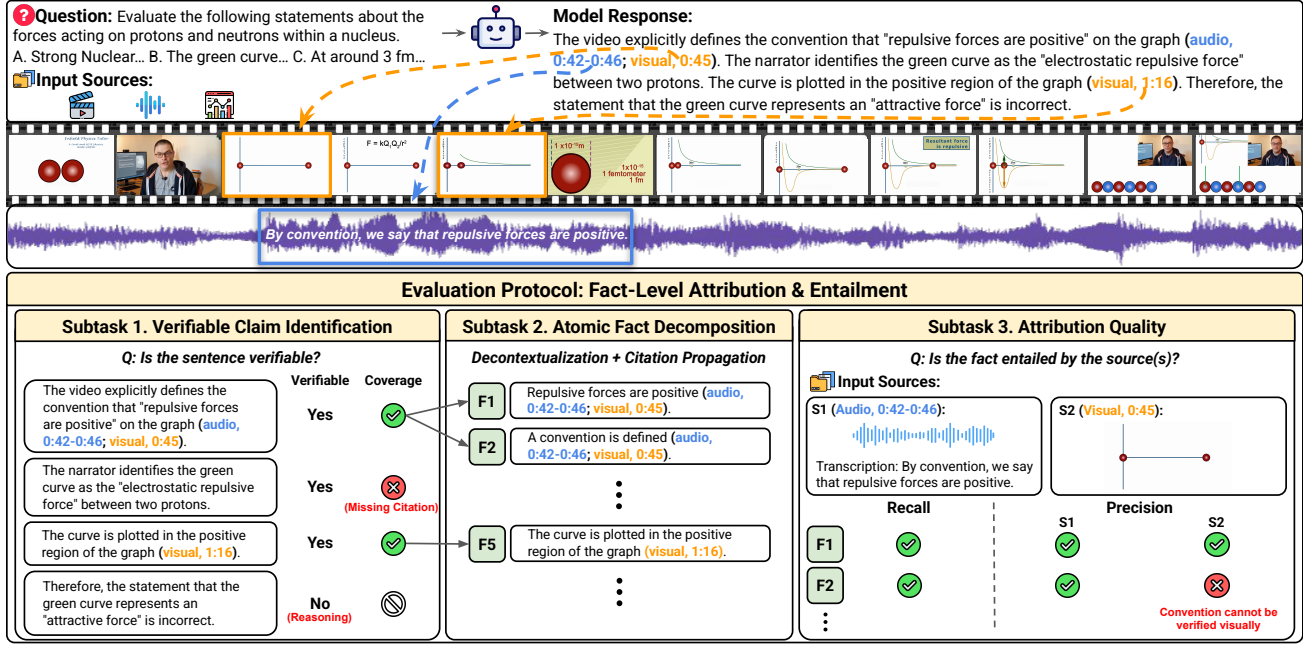 ? Question: Evaluate the following statements about the
forces acting on protons and neutrons within a nucleus.
A. Strong Nuclear... B. The green curve... C. At around 3 fm...
Input Sources:
Model Response:
The video explicitly defines the convention that "repulsive forces are positive" on the graph (audio,
0:42-0:46; visual, 0:45). The narrator identifies the green curve as the "electrostatic repulsive force"
between two protons. The curve is plotted in the positive region of the graph (visual, 1:16). Therefore, the
statement that the green curve represents an "attractive force" is incorrect.
F = kQ₁Q₂/r²
1 x10⁻¹⁵m
1x10⁻¹⁵
1 femtometer
1 fm
Resultant force
is repulsive
By convention, we say that repulsive forces are positive.
Evaluation Protocol: Fact-Level Attribution & Entailment
Subtask 1. Verifiable Claim Identification
Q: Is the sentence verifiable?
Verifiable Coverage
The video explicitly defines the
convention that "repulsive forces
are positive" on the graph (audio,
0:42-0:46; visual, 0:45).
Yes
The narrator identifies the green
curve as the "electrostatic repulsive
force" between two protons.
Yes
(Missing Citation)
The curve is plotted in the positive
region of the graph (visual, 1:16).
Yes
Therefore, the statement that the
green curve represents an
"attractive force" is incorrect.
No
(Reasoning)
Subtask 2. Atomic Fact Decomposition
Decontextualization + Citation Propagation
F1
Repulsive forces are positive (audio,
0:42-0:46; visual, 0:45).
F2
A convention is defined (audio,
0:42-0:46; visual, 0:45).
F5
The curve is plotted in the positive
region of the graph (visual, 1:16).
Subtask 3. Attribution Quality
Q: Is the fact entailed by the source(s)?
Input Sources:
S1 (Audio, 0:42-0:46):
Transcription: By convention, we say
that repulsive forces are positive.
S2 (Visual, 0:45):
Recall
Precision
S1 S2
F1
F2
Convention cannot be
verified visually